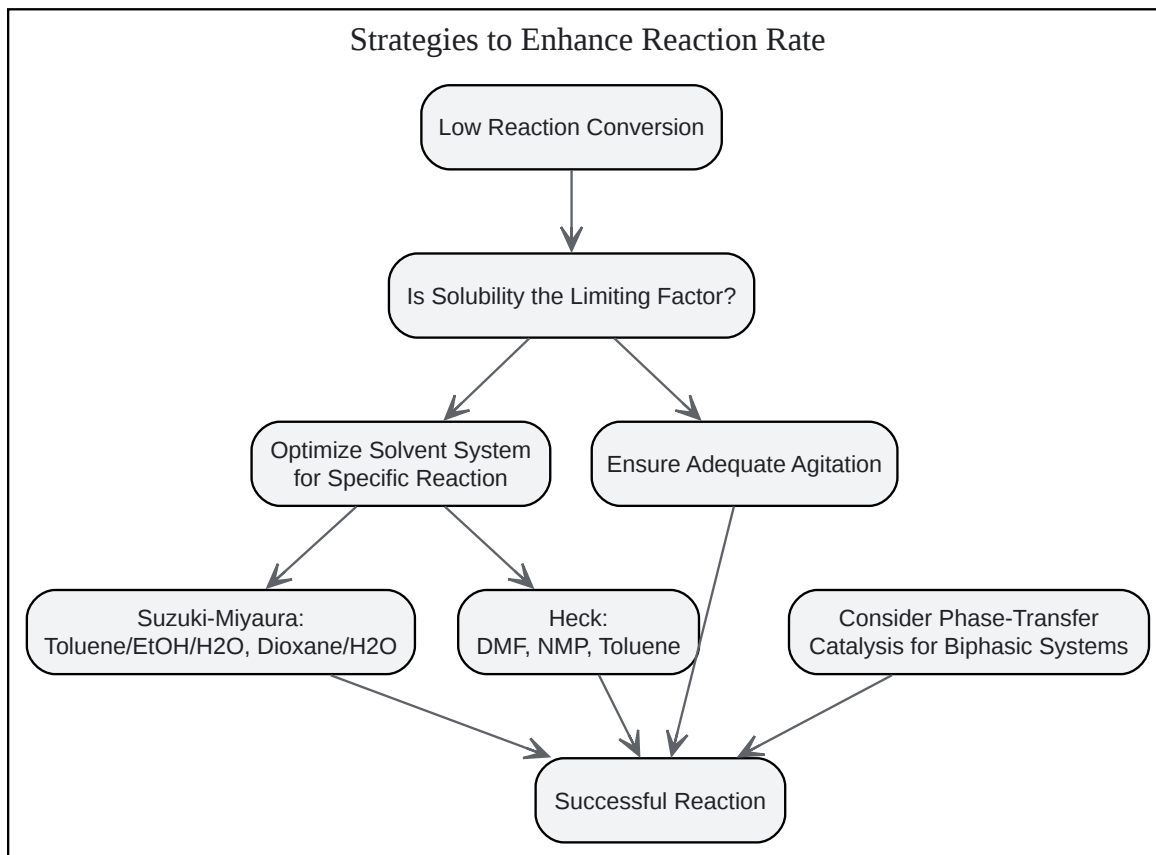 Strategies to Enhance Reaction Rate
Low Reaction Conversion
Is Solubility the Limiting Factor?
Optimize Solvent System
for Specific Reaction
Ensure Adequate Agitation
Suzuki-Miyaura:
Toluene/EtOH/H2O, Dioxane/H2O
Heck:
DMF, NMP, Toluene
Consider Phase-Transfer
Catalysis for Biphasic Systems
Successful Reaction